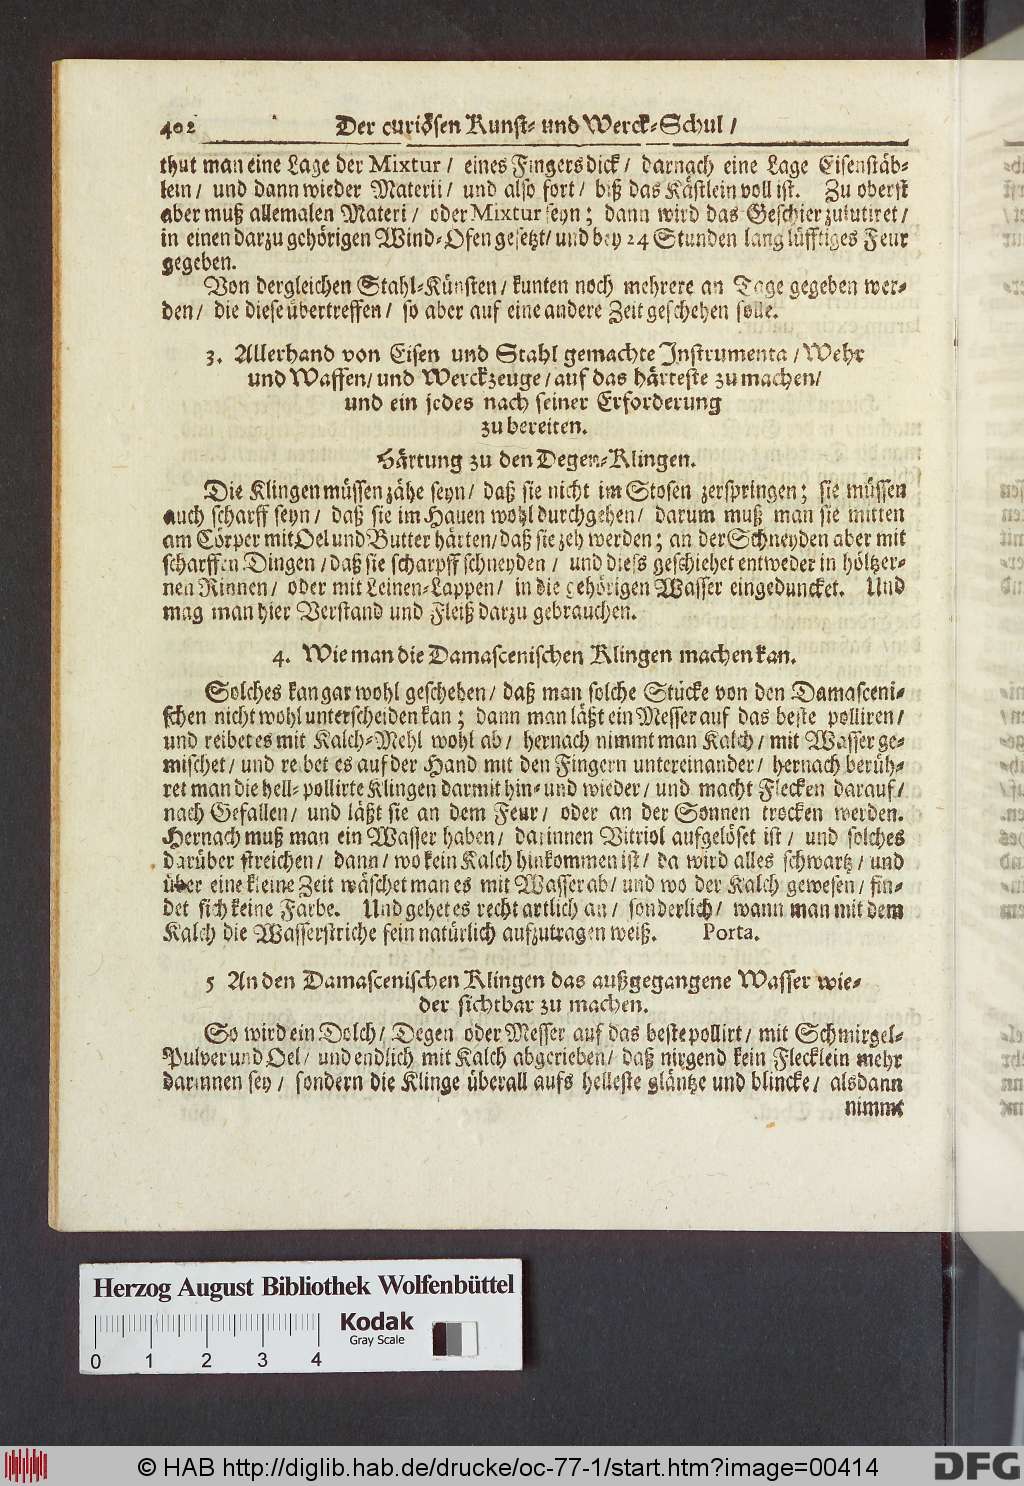 402 Der curiösen Kunst- und Werck-Schul /
thut man eine Lage der Mixtur / eines Fingers dick / darnach eine Lage Eisenstäb-
lein / und dann wieder Materii / und also fort / biß das Kästlein voll ist. Zu oberst
aber muß allemalen Materi / oder Mixtur seyn; dann wird das Geschier zulutiret /
in einen darzu gehörigen Wind-Ofen gesetzt / und bey 24 Stunden lang lüfftiges Feur
gegeben.
Von dergleichen Stahl-Künsten / kunten noch mehrere an Tage gegeben wer-
den / die diese übertreffen / so aber auf eine andere Zeit geschehen solle.
3. Allerhand von Eisen und Stahl gemachte Instrumenta / Wehr
und Waffen / und Werckzeuge / auf das härteste zu machen /
und ein jedes nach seiner Erforderung
zu bereiten.
Härtung zu den Degen-Klingen.
Die Klingen müssen zähe seyn / daß sie nicht im Stosen zerspringen; sie müssen
auch scharff seyn / daß sie im Hauen wohl durchgehen / darum muß man sie mitten
am Cörper mit Oel und Butter härten / daß sie zeh werden; an der Schneyden aber mit
scharffen Dingen / daß sie scharpff schneyden / und diess geschiehet entweder in höltzer-
nen Rinnen / oder mit Leinen-Lappen / in die gehörigen Wasser eingeduncket. Und
mag man hier Verstand und Fleiß darzu gebrauchen.
4. Wie man die Damascenischen Klingen machen kan.
Solches kan gar wohl geschehen / daß man solche Stücke von den Damasceni-
schen nicht wohl unterscheiden kan; dann man läßt ein Messer auf das beste polliren /
und reibet es mit Kalch-Mehl wohl ab / hernach nimmt man Kalch / mit Wasser ge-
mischet / und reibet es auf der Hand mit den Fingern untereinander / hernach berüh-
ret man die hell-pollirte Klingen darmit hin- und wieder / und macht Flecken darauf /
nach Gefallen / und läßt sie an dem Feur / oder an der Sonnen trocken werden.
Hernach muß man ein Wasser haben / darinnen Vitriol aufgelöset ist / und solches
darüber streichen / dann / wo kein Kalch hinkommen ist / da wird alles schwartz / und
über eine kleine Zeit wäschet man es mit Wasser ab / und wo der Kalch gewesen / fin-
det sich keine Farbe. Und gehet es recht artlich an / sonderlich / wann man mit dem
Kalch die Wasserstriche fein natürlich aufzutragen weiß. Porta.
5 An den Damascenischen Klingen das außgegangene Wasser wie-
der sichtbar zu machen.
So wird ein Dolch / Degen oder Messer auf das beste pollirt / mit Schmirgel-
Pulver und Oel / und endlich mit Kalch abgerieben / daß nirgend kein Flecklein mehr
darinnen sey / sondern die Klinge überall aufs helleste gläntze und blincke / alsdann
nimmt
Herzog August Bibliothek Wolfenbüttel
Kodak
Gray Scale
0 1 2 3 4
© HAB http://diglib.hab.de/drucke/oc-77-1/start.htm?image=00414
DFG